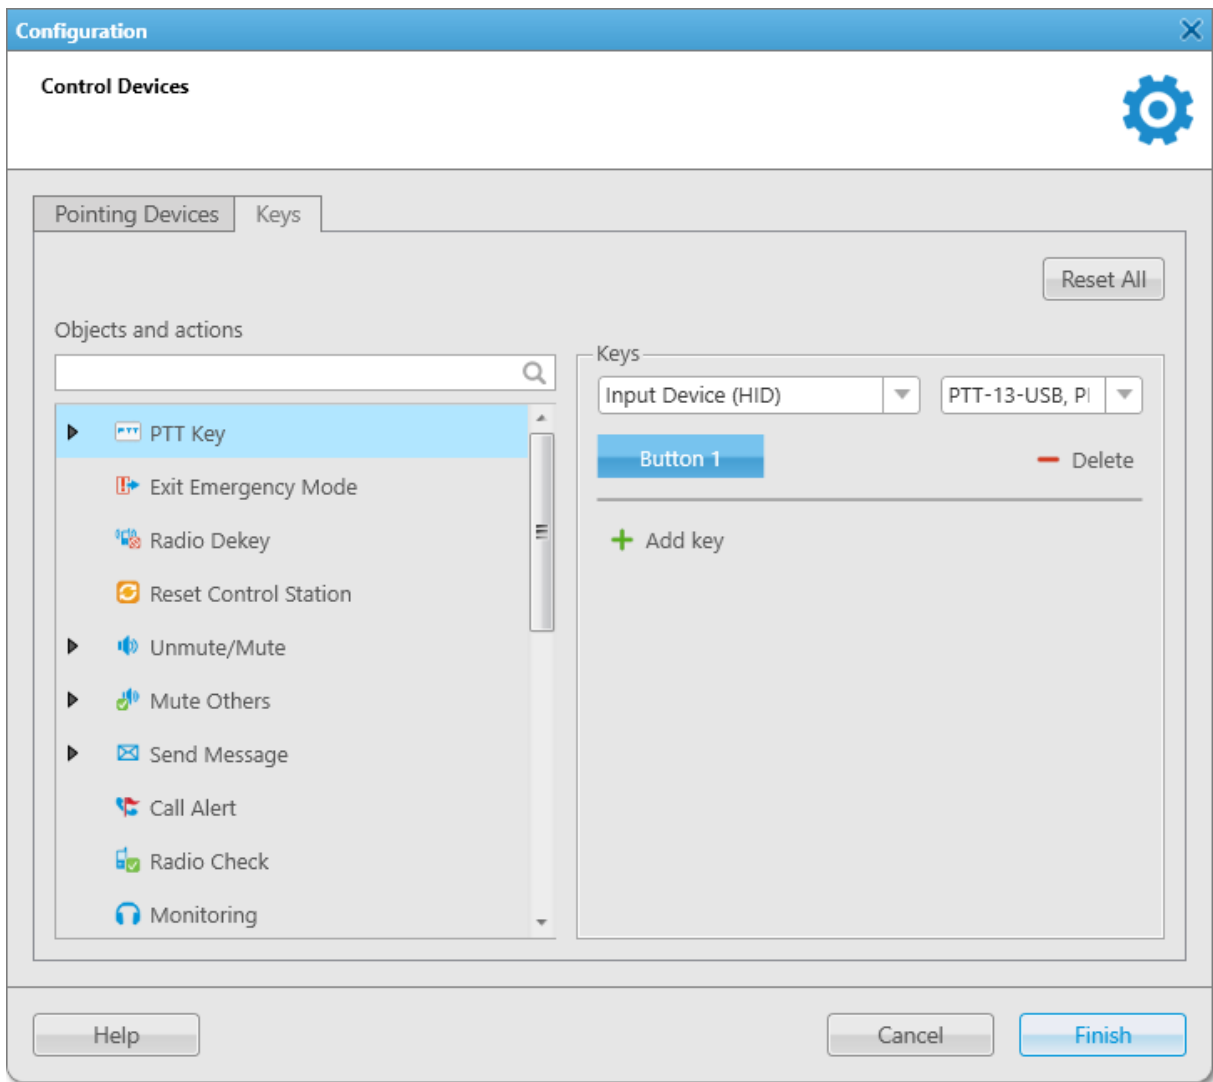 Configuration
Control Devices
Pointing Devices
Keys
Reset All
Objects and actions
Keys
Input Device (HID)
PTT-13-USB,
PTT
PTT Key
Button 1
Delete
Exit Emergency Mode
Add key
Radio Dekey
Reset Control Station
Unmute/Mute
Mute Others
Send Message
Call Alert
Radio Check
Monitoring
Help
Cancel
Finish